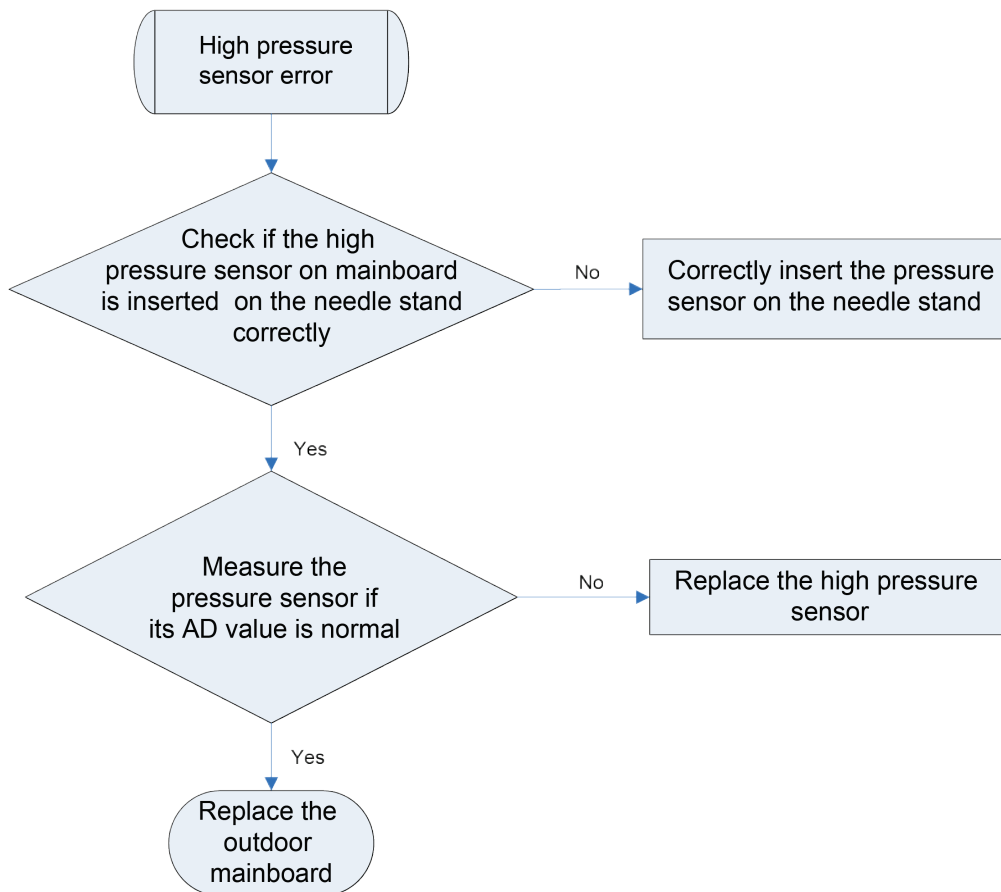 High pressure
sensor error
Check if the high
pressure sensor on mainboard
is inserted on the needle stand
correctly
No
Correctly insert the pressure
sensor on the needle stand
Yes
Measure the
pressure sensor if
its AD value is normal
No
Replace the high pressure
sensor
Yes
Replace the
outdoor
mainboard